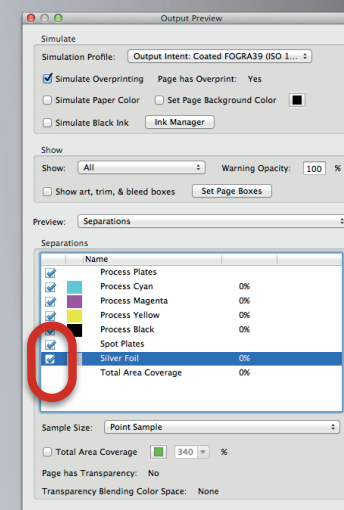 Output Preview
Simulate
Simulation Profile: Output Intent: Coated FOGRA39 (ISO 1...
Simulate Overprinting Page has Overprint: Yes
Simulate Paper Color Set Page Background Color
Simulate Black Ink Ink Manager
Show
Show: All Warning Opacity: 100 %
Show art, trim, & bleed boxes Set Page Boxes
Preview: Separations
Separations
Name
Process Plates
Process Cyan 0%
Process Magenta 0%
Process Yellow 0%
Process Black 0%
Spot Plates
Silver Foil 0%
Total Area Coverage 0%
Sample Size: Point Sample
Total Area Coverage 340 %
Page has Transparency: No
Transparency Blending Color Space: None